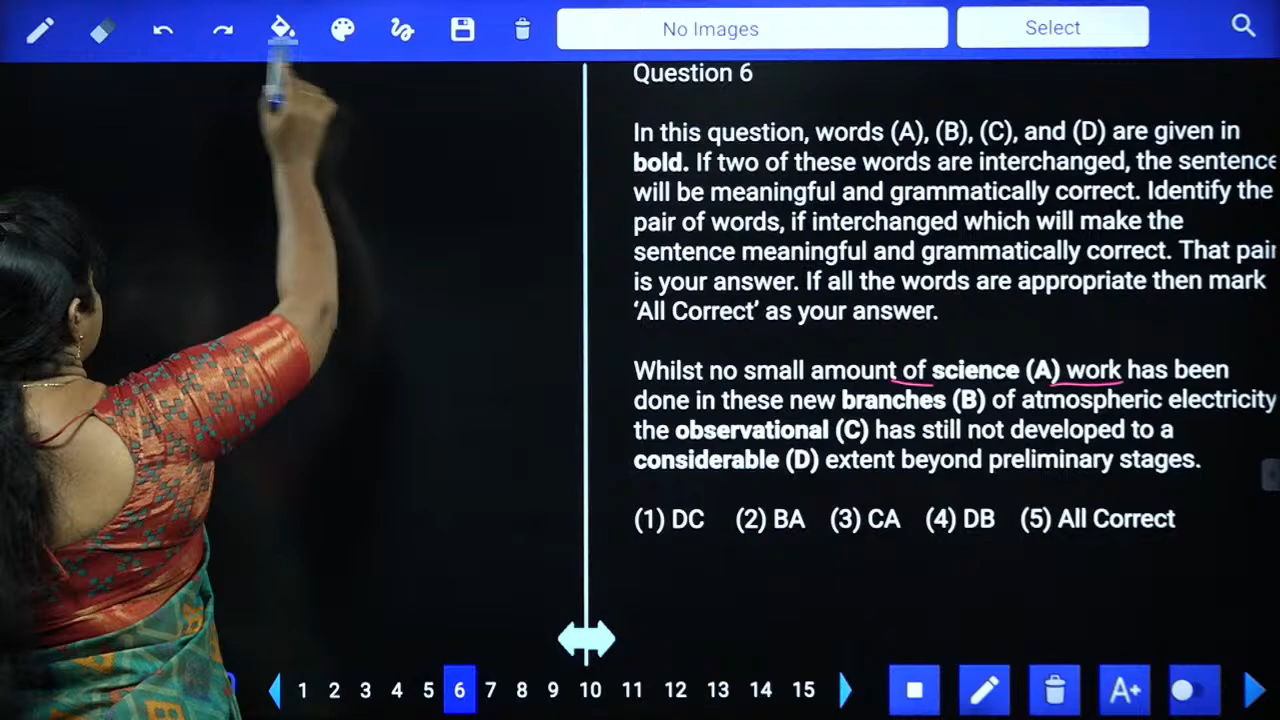 No Images
Select
Question 6
In this question, words (A), (B), (C), and (D) are given in
bold. If two of these words are interchanged, the sentence
will be meaningful and grammatically correct. Identify the
pair of words, if interchanged which will make the
sentence meaningful and grammatically correct. That pair
is your answer. If all the words are appropriate then mark
‘All Correct’ as your answer.
Whilst no small amount of science (A) work has been
done in these new branches (B) of atmospheric electricity
the observational (C) has still not developed to a
considerable (D) extent beyond preliminary stages.
(1) DC (2) BA (3) CA (4) DB (5) All Correct
1 2 3 4 5 6 7 8 9 10 11 12 13 14 15
A+